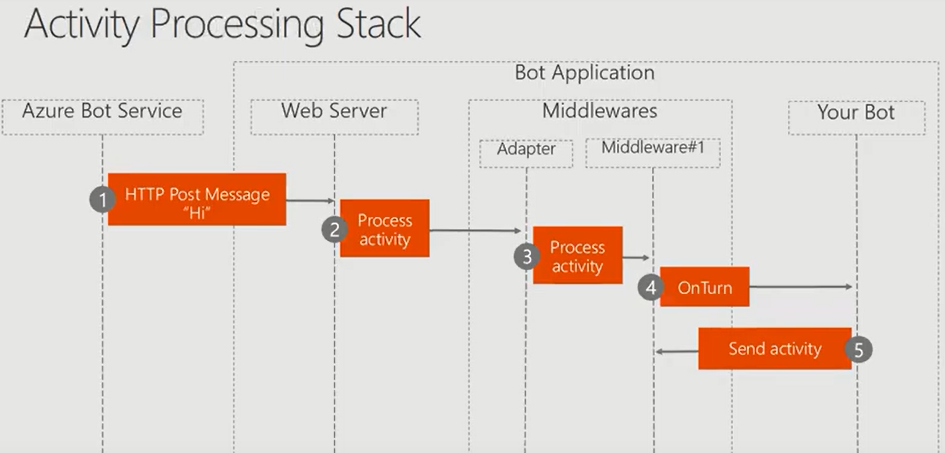 Activity Processing Stack
Bot Application
Azure Bot Service
Web Server
Middlewares
Your Bot
Adapter
Middleware#1
1
HTTP Post Message
"Hi"
2
Process
activity
3
Process
activity
4
OnTurn
Send activity
5